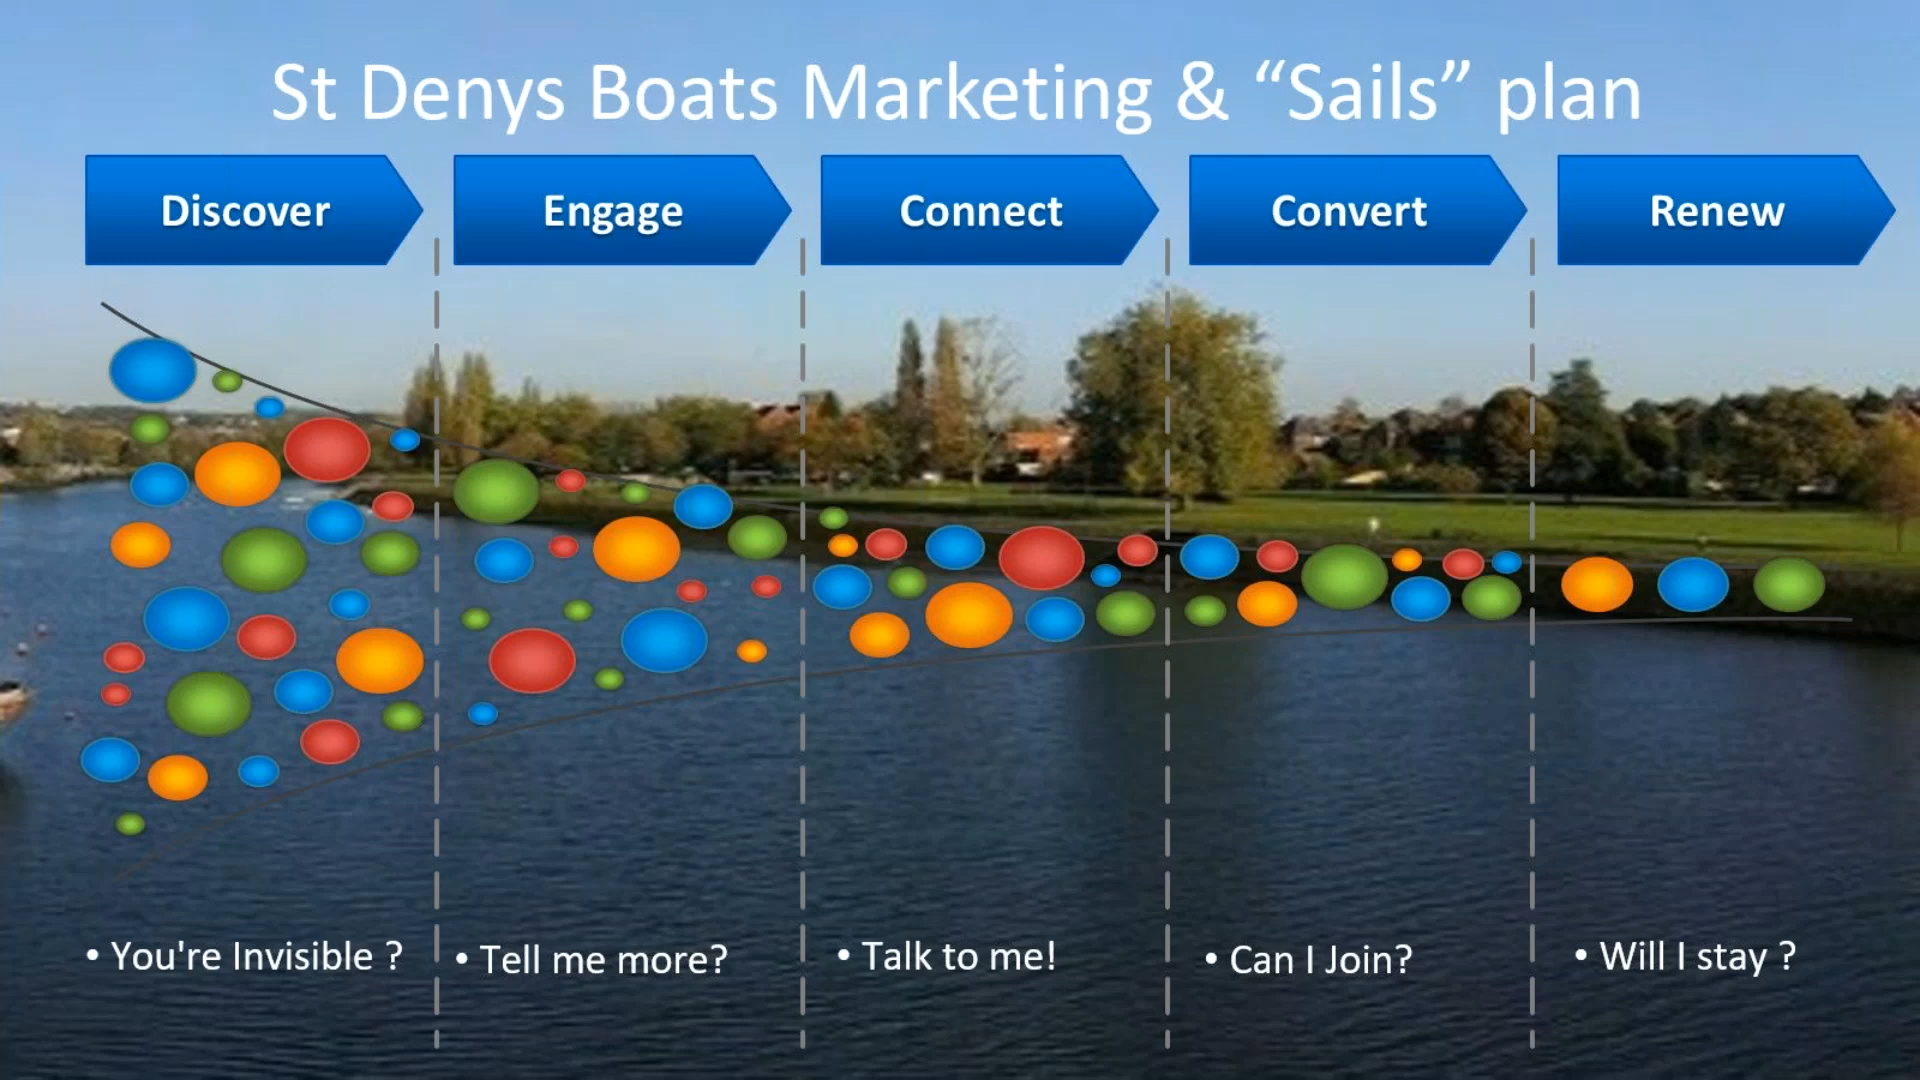 St Denys Boats Marketing & “Sails” plan
Discover
Engage
Connect
Convert
Renew
• You're Invisible ?
• Tell me more?
• Talk to me!
• Can I Join?
• Will I stay ?